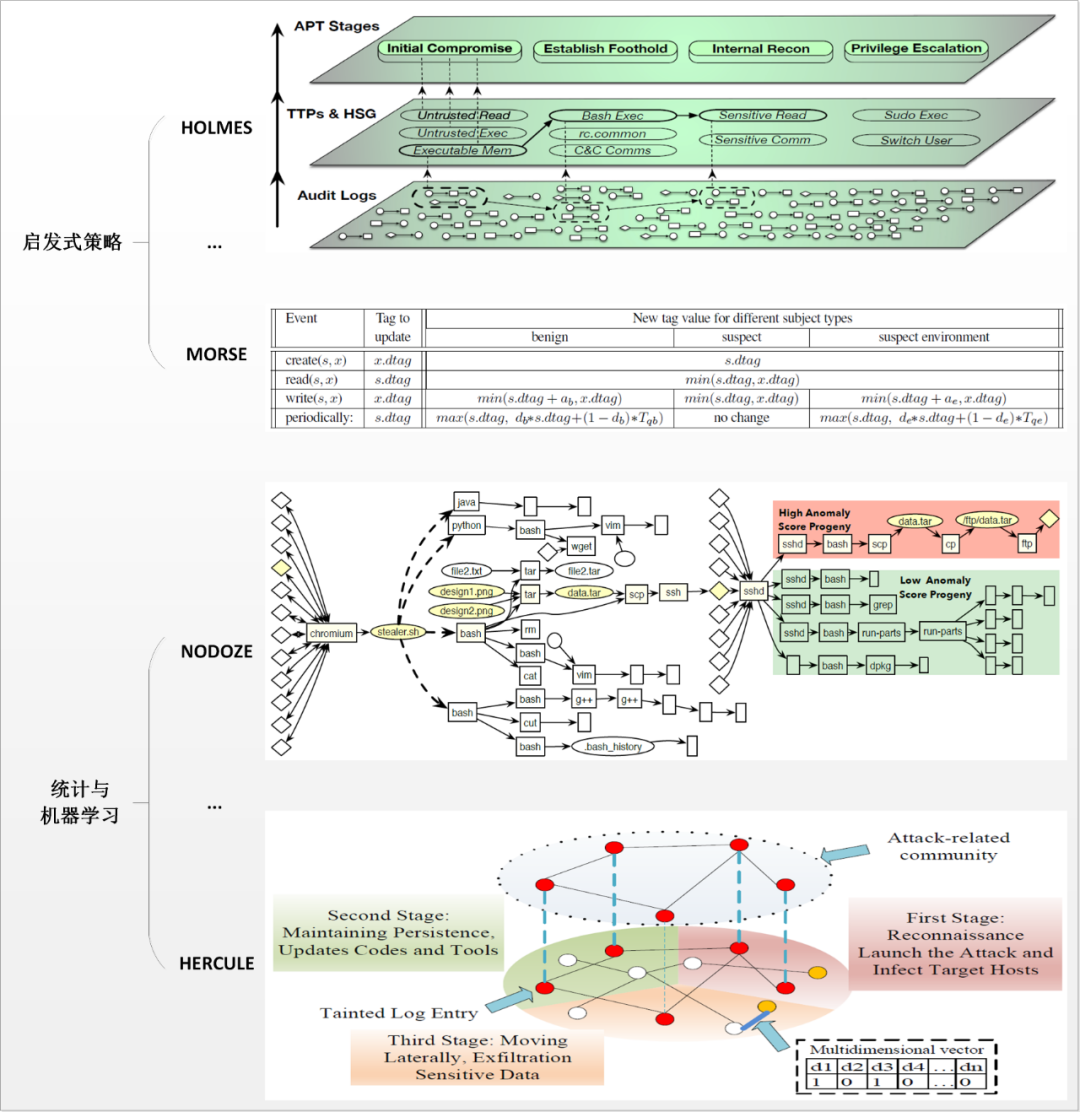 启发式策略
HOLMES
...
MORSE
APT Stages
Initial Compromise
Establish Foothold
Internal Recon
Privilege Escalation
TTPs & HSG
Untrusted Read
Bash Exec
Sensitive Read
Sudo Exec
Untrusted Exec
rc.common
Sensitive Comm
Switch User
Executable Mem
C&C Comms
Audit Logs
Event
Tag to update
New tag value for different subject types
benign
suspect
suspect environment
create(s, x)
x.dtag
s.dtag
read(s, x)
s.dtag
min(s.dtag, x.dtag)
write(s, x)
x.dtag
min(s.dtag + a_b, x.dtag)
min(s.dtag, x.dtag)
min(s.dtag + a_e, x.dtag)
periodically:
s.dtag
max(s.dtag, d_b*s.dtag+(1 − d_b)*T_qb)
no change
max(s.dtag, d_e*s.dtag+(1 − d_e)*T_qe)
统计与
机器学习
NODOZE
...
HERCULE
chromium
stealer.sh
java
python
bash
vim
wget
file2.txt
tar
file2.tar
design1.png
design2.png
tar
data.tar
scp
ssh
sshd
bash
rm
bash
cat
vim
bash
bash
g++
g++
cut
bash
.bash_history
High Anomaly
Score Progeny
sshd
bash
scp
data.tar
cp
/ftp/data.tar
ftp
Low Anomaly
Score Progeny
sshd
bash
sshd
bash
grep
sshd
bash
run-parts
run-parts
bash
dpkg
Attack-related
community
Second Stage:
Maintaining Persistence,
Updates Codes and Tools
First Stage:
Reconnaissance
Launch the Attack and
Infect Target Hosts
Tainted Log Entry
Third Stage: Moving
Laterally, Exfiltration
Sensitive Data
Multidimensional vector
d1 d2 d3 d4 ... dn
1 0 1 0 ... 0